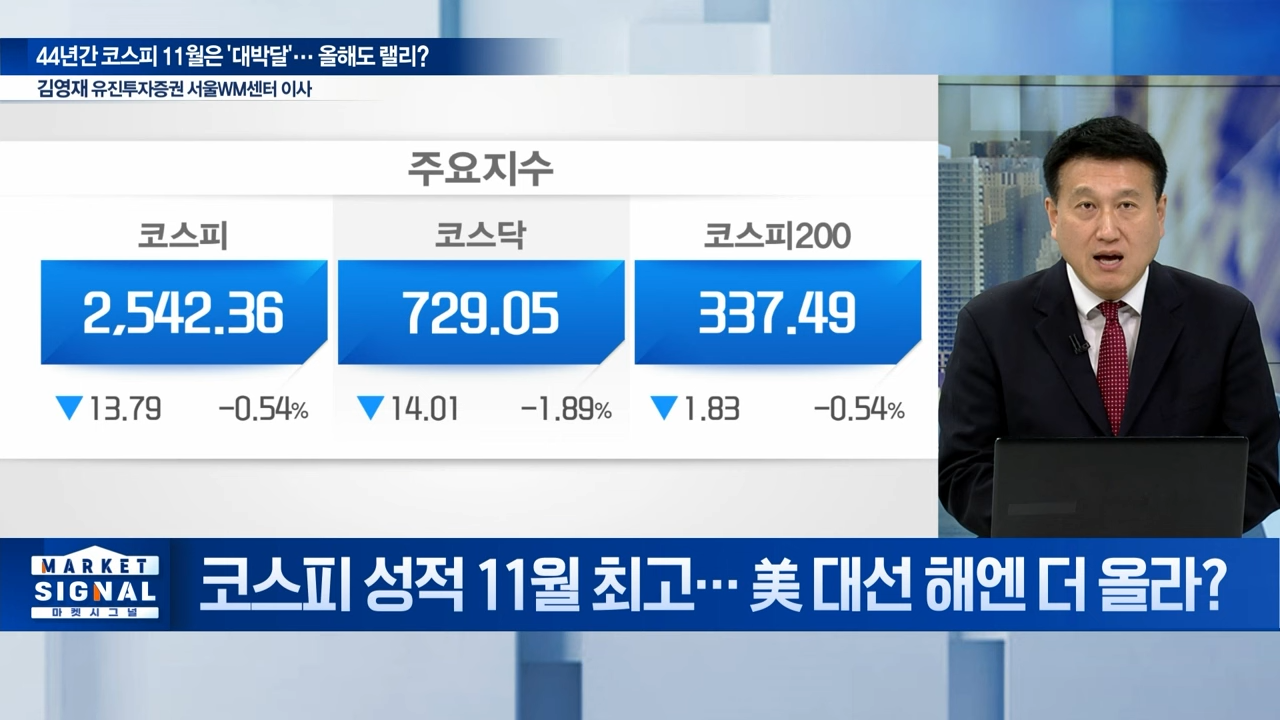 44년간 코스피 11월은 '대박달'… 올해도 랠리?
김영재 유진투자증권 서울WM센터 이사
주요지수
코스피 코스닥 코스피200
2,542.36 729.05 337.49
▼13.79 -0.54% ▼14.01 -1.89% ▼1.83 -0.54%
MARKET
SIGNAL
마켓시그널
코스피 성적 11월 최고… 美 대선 해엔 더 올라?